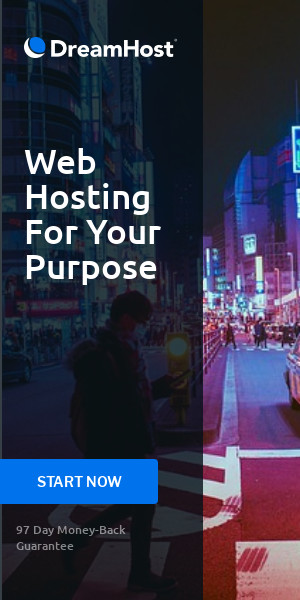 DreamHost
Web
Hosting
For Your
Purpose
START NOW
97 Day Money-Back
Guarantee